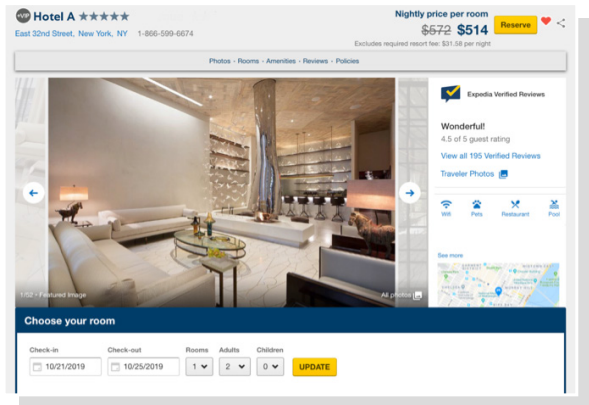 +VIP Hotel A
East 32nd Street, New York, NY 1-866-599-6674
Nightly price per room
$572 $514
Reserve
Excludes required resort fee: $31.58 per night
Photos - Rooms - Amenities - Reviews - Policies
Expedia Verified Reviews
Wonderful!
4.5 of 5 guest rating
View all 195 Verified Reviews
Traveler Photos
Wifi Pets Restaurant Pool
See more
1/52 • Featured Image
All photos
Choose your room
Check-in Check-out Rooms Adults Children
10/21/2019 10/25/2019 1 2 0 UPDATE